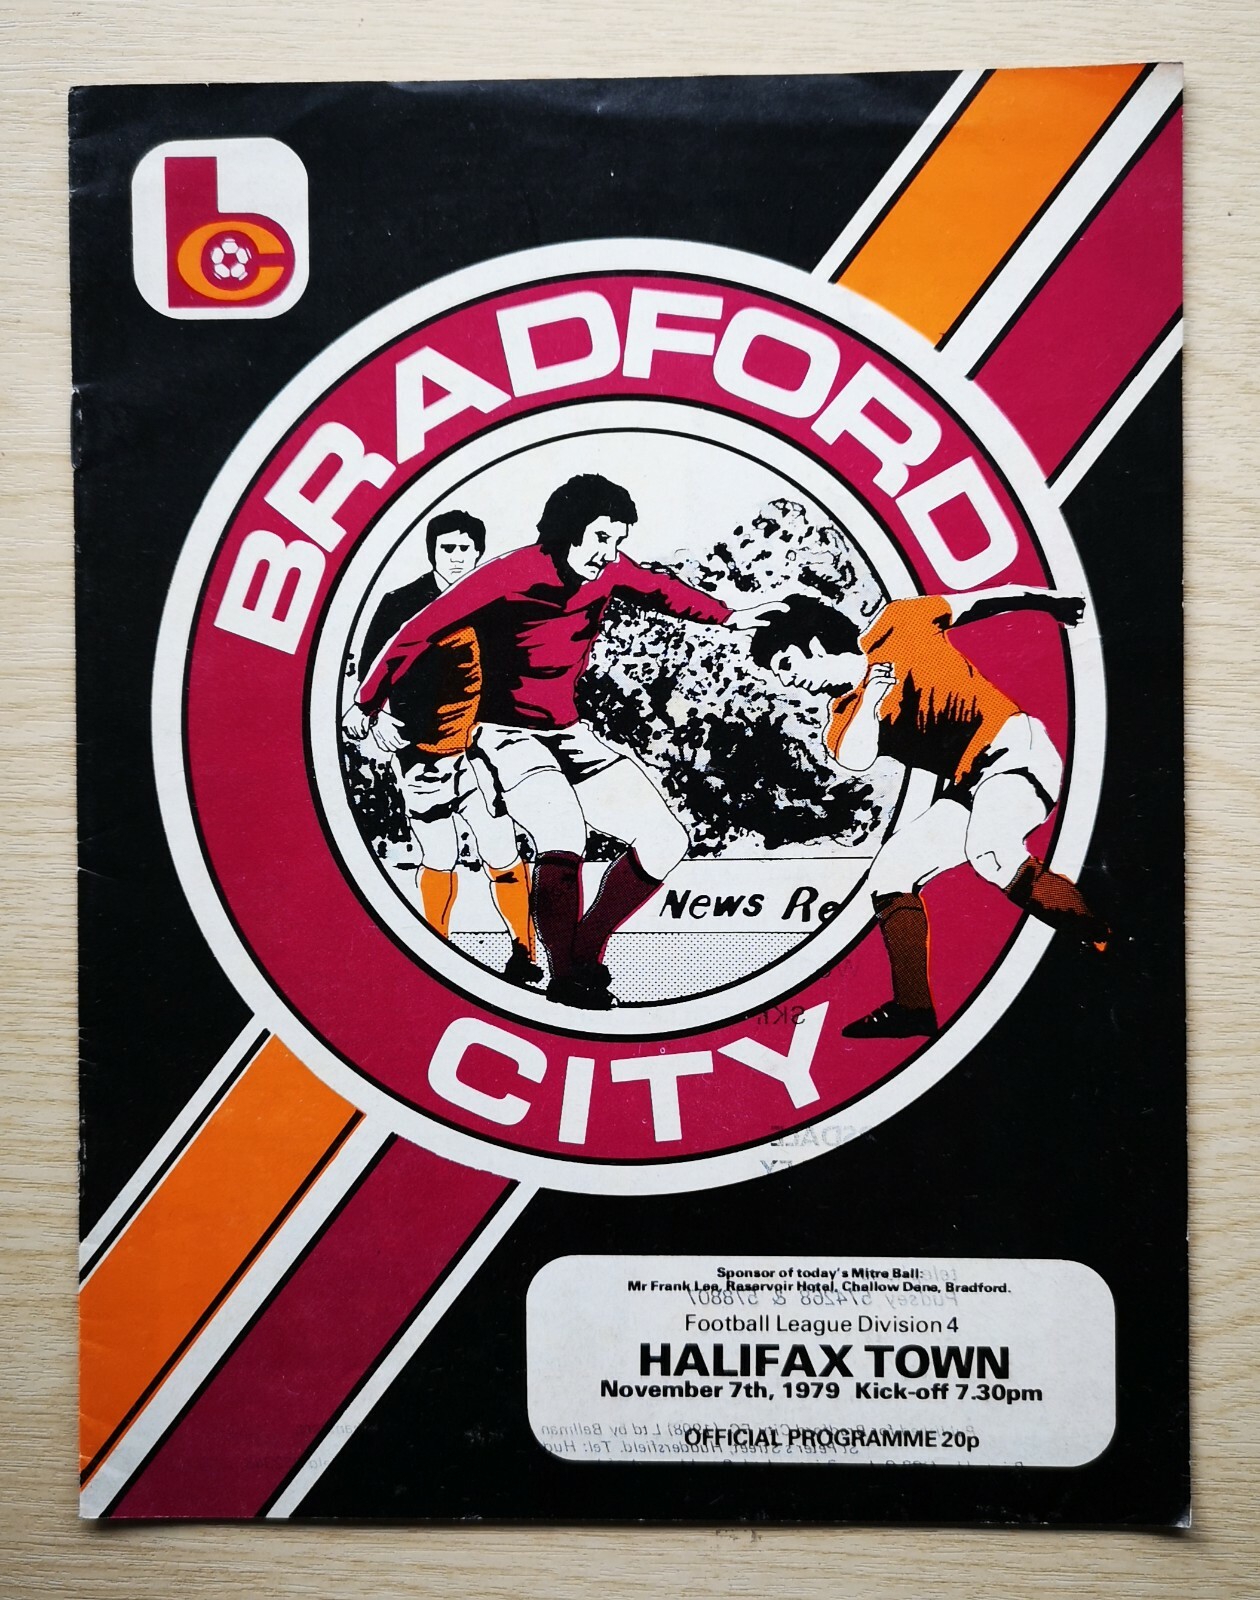 bc
BRADFORD
CITY
News Re
Sponsor of today's Mitre Ball:
Mr Frank Lee, Reservoir Hotel, Challow Dene, Bradford.
Football League Division 4
HALIFAX TOWN
November 7th, 1979 Kick-off 7.30pm
OFFICIAL PROGRAMME 20p